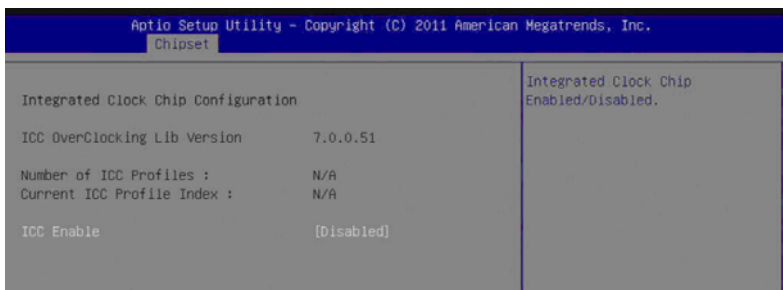 Aptio Setup Utility - Copyright (C) 2011 American Megatrends, Inc.
Chipset
Integrated Clock Chip Configuration
ICC OverClocking Lib Version 7.0.0.51
Number of ICC Profiles : N/A
Current ICC Profile Index : N/A
ICC Enable [Disabled]
Integrated Clock Chip
Enabled/Disabled.